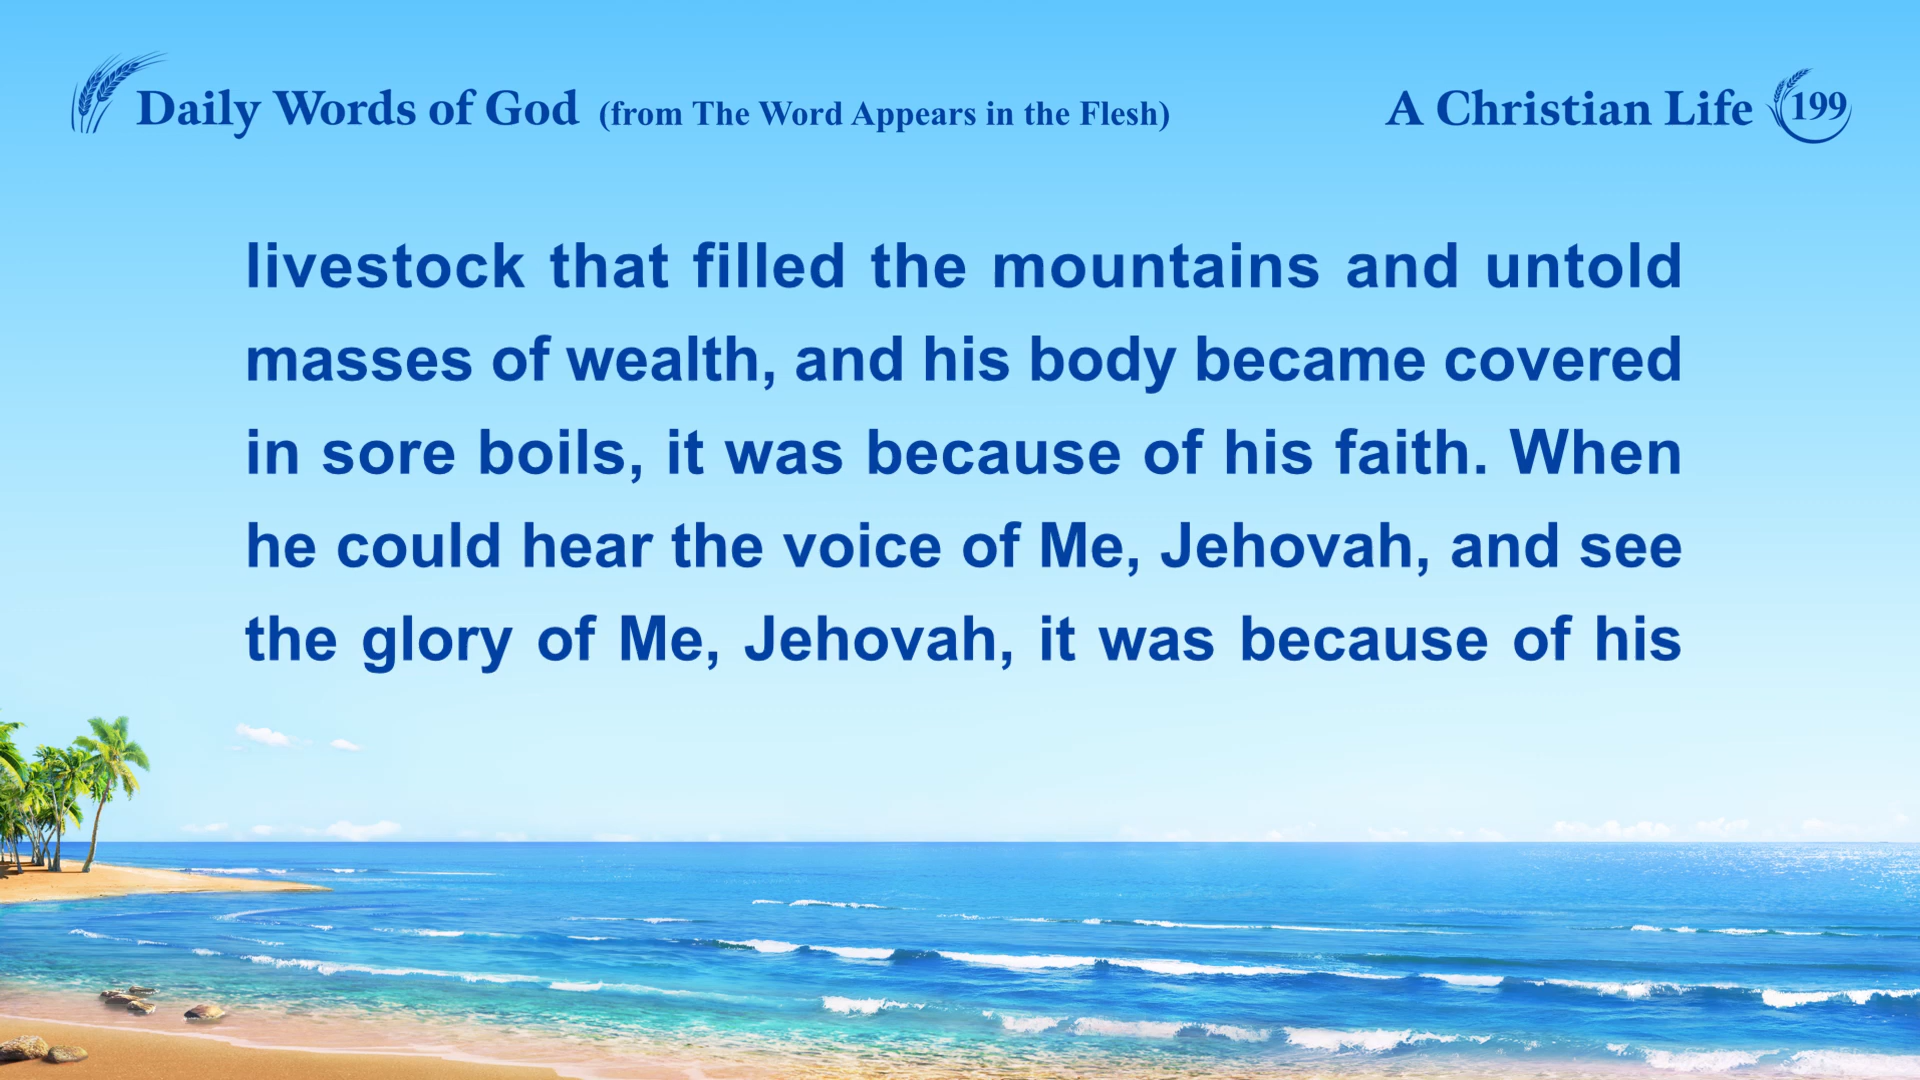 Daily Words of God (from The Word Appears in the Flesh)
A Christian Life 199
livestock that filled the mountains and untold
masses of wealth, and his body became covered
in sore boils, it was because of his faith. When
he could hear the voice of Me, Jehovah, and see
the glory of Me, Jehovah, it was because of his